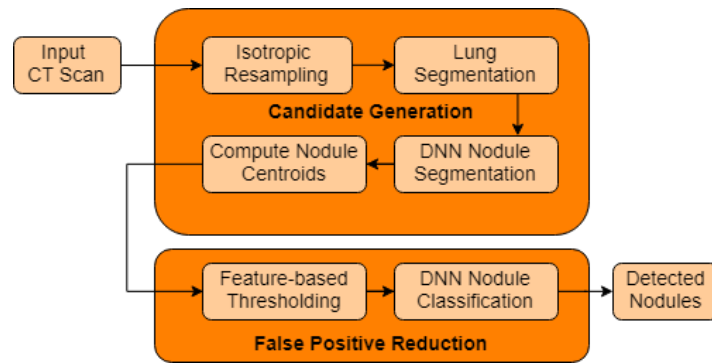 Input
CT Scan
Isotropic
Resampling
Lung
Segmentation
Candidate Generation
Compute Nodule
Centroids
DNN Nodule
Segmentation
Feature-based
Thresholding
DNN Nodule
Classification
Detected
Nodules
False Positive Reduction